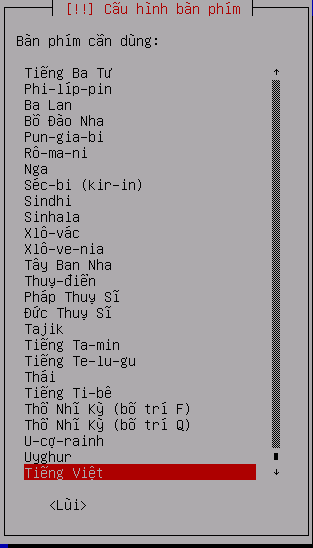 [!!] Cấu hình bàn phím
Bàn phím cần dùng:
Tiếng Ba Tư
Phi-líp-pin
Ba Lan
Bồ Đào Nha
Pun-gia-bi
Rô-ma-ni
Nga
Séc-bi (kir-in)
Sindhi
Sinhala
Xlô-vác
Xlô-ve-nia
Tây Ban Nha
Thuỵ-điển
Pháp Thuỵ Sĩ
Đức Thuỵ Sĩ
Tajik
Tiếng Ta-min
Tiếng Te-lu-gu
Thái
Tiếng Ti-bê
Thổ Nhĩ Kỳ (bố trí F)
Thổ Nhĩ Kỳ (bố trí Q)
U-cợ-rainh
Uyghur
Tiếng Việt
<Lùi>